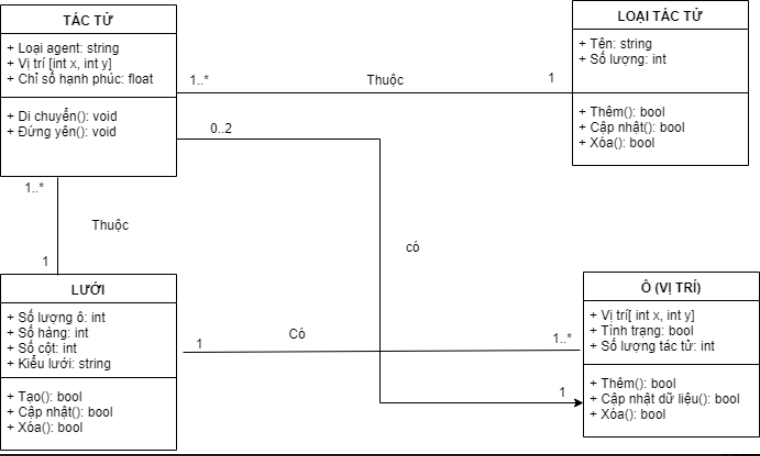 TÁC TỬ
+ Loại agent: string
+ Vị trí [int x, int y]
+ Chỉ số hạnh phúc: float
+ Di chuyển(): void
+ Đứng yên(): void
LOẠI TÁC TỬ
+ Tên: string
+ Số lượng: int
+ Thêm(): bool
+ Cập nhật(): bool
+ Xóa(): bool
1..*
Thuộc
1
0..2
có
1
1..*
Thuộc
1
LƯỚI
+ Số lượng ô: int
+ Số hàng: int
+ Số cột: int
+ Kiểu lưới: string
+ Tạo(): bool
+ Cập nhật(): bool
+ Xóa(): bool
1
Có
1..*
Ô (VỊ TRÍ)
+ Vị trí[ int x, int y]
+ Tình trạng: bool
+ Số lượng tác tử: int
+ Thêm(): bool
+ Cập nhật dữ liệu(): bool
+ Xóa(): bool